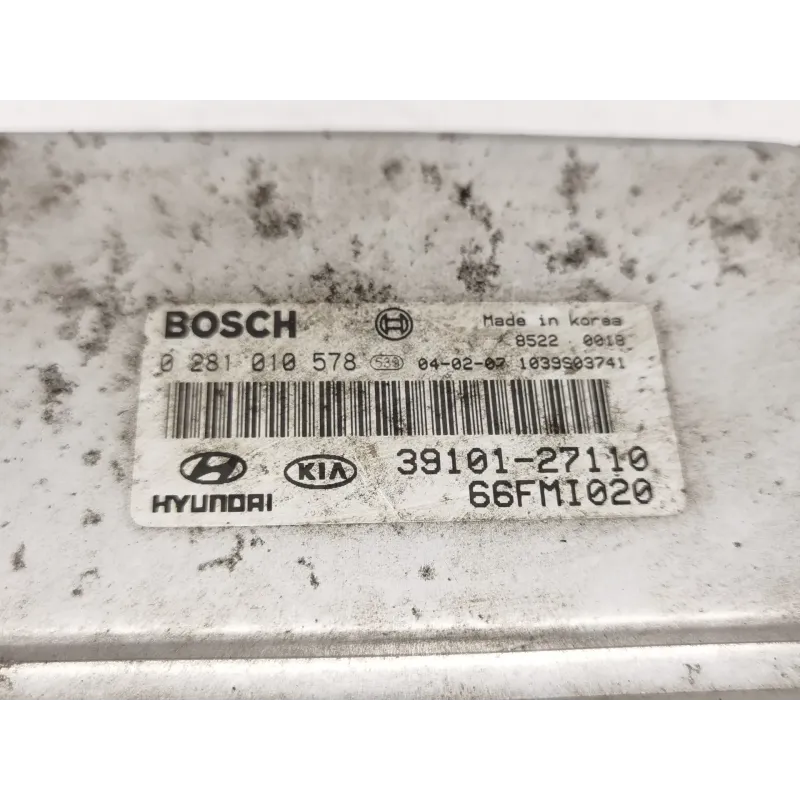 BOSCH
Made in Korea
8522 0018
0 281 010 578 S39 04-02-07 1039S03741
39101-27110
HYUNDAI KIA
66FMI020